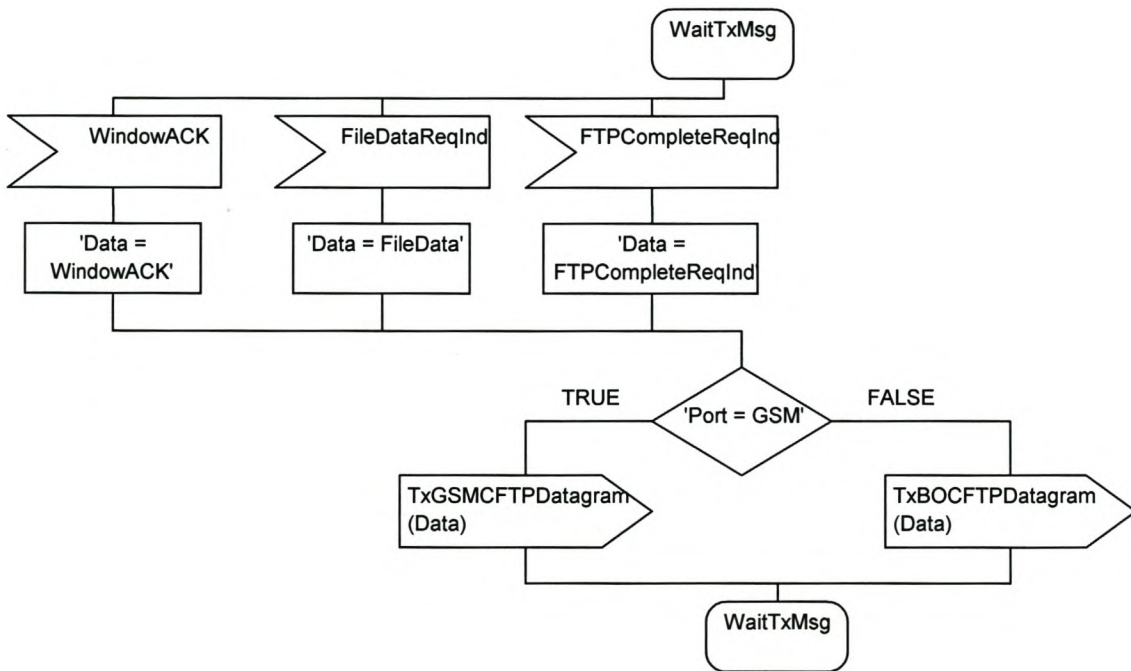 WaitTxMsg
WindowACK
FileDataReqInd
FTPCompleteReqInd
'Data =
WindowACK'
'Data = FileData'
'Data =
FTPCompleteReqInd'
TRUE
'Port = GSM'
FALSE
TxGSMCFTPDatagram
(Data)
TxBOCFTPDatagram
(Data)
WaitTxMsg